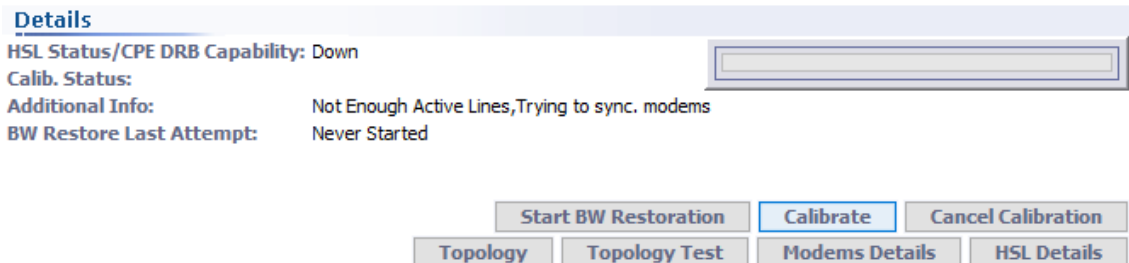 Details
HSL Status/CPE DRB Capability: Down
Calib. Status:
Additional Info: Not Enough Active Lines,Trying to sync. modems
BW Restore Last Attempt: Never Started
Start BW Restoration Calibrate Cancel Calibration
Topology Topology Test Modems Details HSL Details